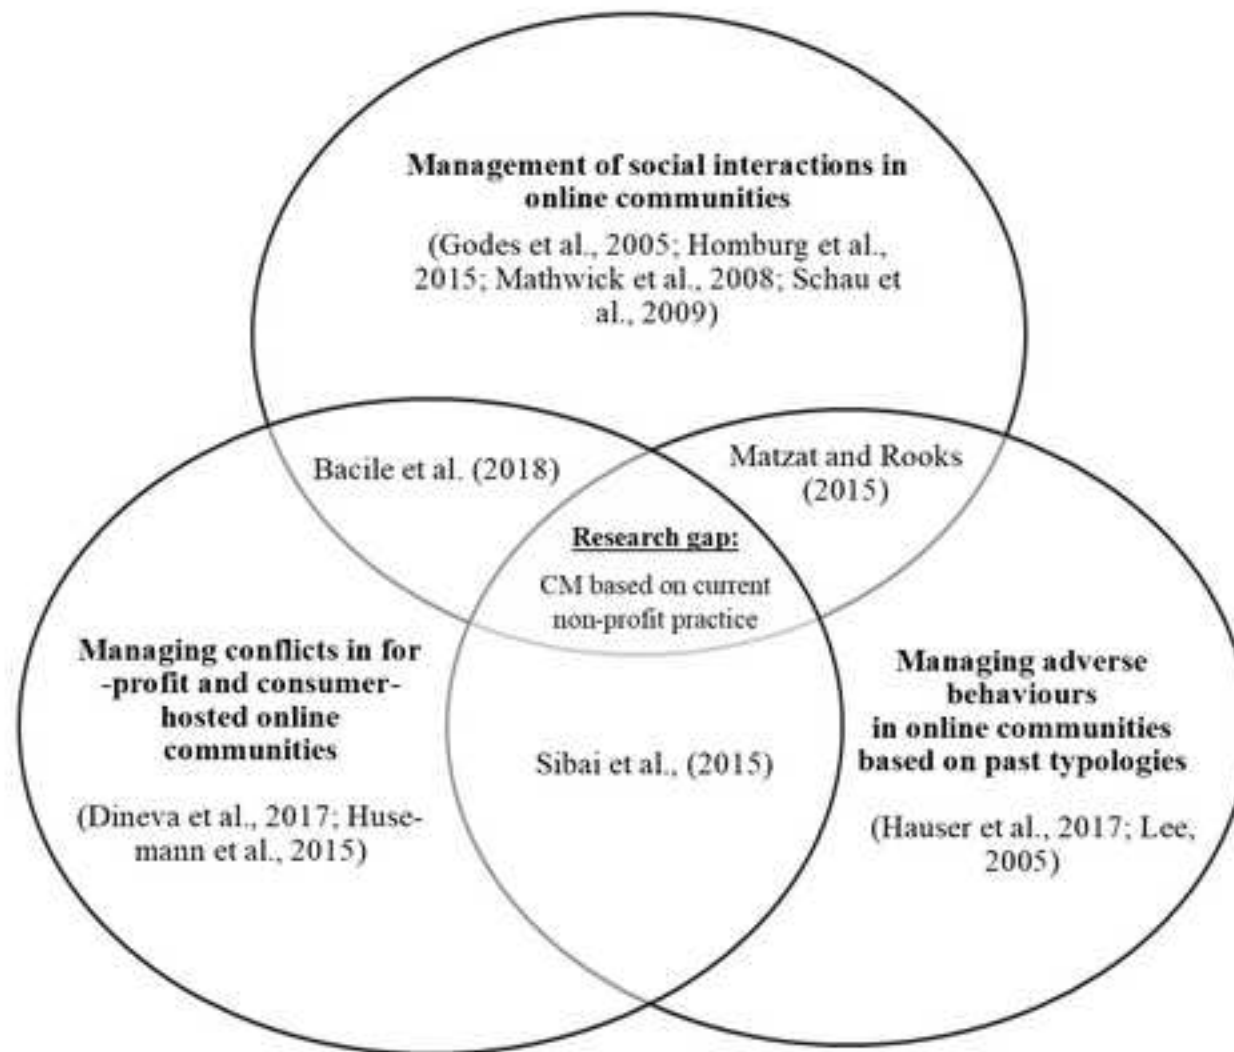 Management of social interactions in
online communities
(Godes et al., 2005; Homburg et al.,
2015; Mathwick et al., 2008; Schau et
al., 2009)
Bacile et al. (2018)
Matzat and Rooks
(2015)
Research gap:
CM based on current
non-profit practice
Managing conflicts in for
-profit and consumer-
hosted online
communities
(Dineva et al., 2017; Huse-
mann et al., 2015)
Sibai et al., (2015)
Managing adverse
behaviours
in online communities
based on past typologies
(Hauser et al., 2017; Lee,
2005)